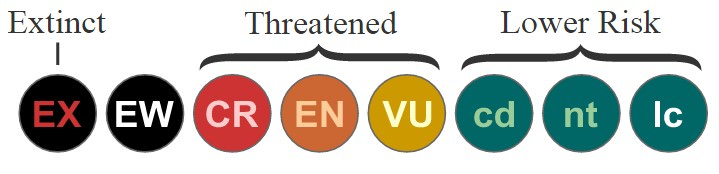 Extinct Threatened Lower Risk
EX EW CR EN VU cd nt lc